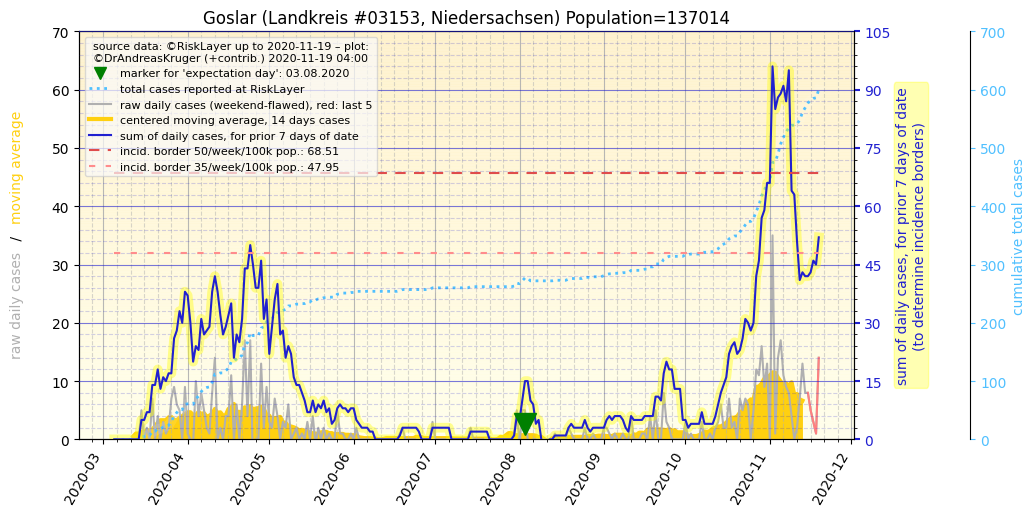 Goslar (Landkreis #03153, Niedersachsen) Population=137014
source data: ©RiskLayer up to 2020-11-19 – plot:
©DrAndreasKruger (+contrib.) 2020-11-19 04:00
marker for 'expectation day': 03.08.2020
total cases reported at RiskLayer
raw daily cases (weekend-flawed), red: last 5
centered moving average, 14 days cases
sum of daily cases, for prior 7 days of date
incid. border 50/week/100k pop.: 68.51
incid. border 35/week/100k pop.: 47.95
raw daily cases / moving average
70
60
50
40
30
20
10
0
105
90
75
60
45
30
15
0
sum of daily cases, for prior 7 days of date
(to determine incidence borders)
700
600
500
400
300
200
100
0
cumulative total cases
2020-03
2020-04
2020-05
2020-06
2020-07
2020-08
2020-09
2020-10
2020-11
2020-12